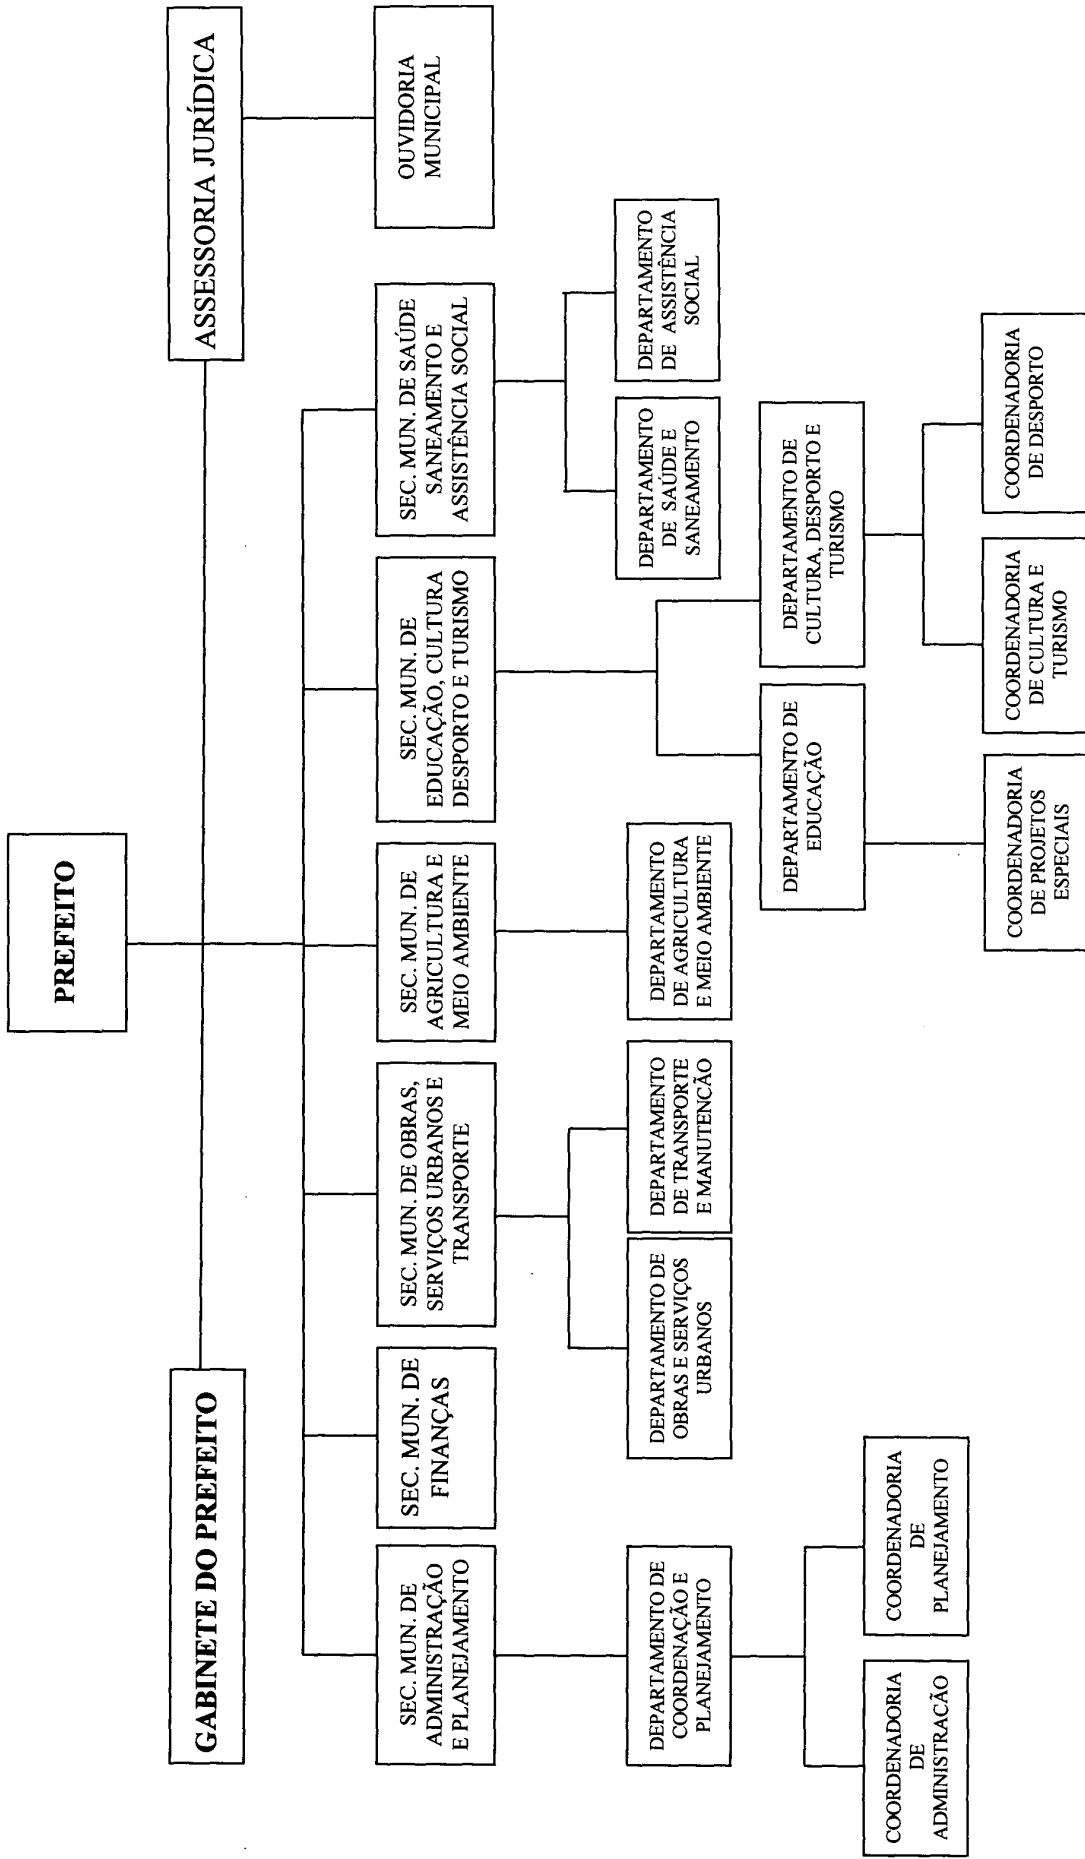 PREFEITO
GABINETE DO PREFEITO
ASSESSORIA JURÍDICA
SEC. MUN. DE
ADMINISTRAÇÃO
E PLANEJAMENTO
SEC. MUN. DE
FINANÇAS
SEC. MUN. DE OBRAS,
SERVIÇOS URBANOS E
TRANSPORTE
SEC. MUN. DE
AGRICULTURA E
MEIO AMBIENTE
SEC. MUN. DE
EDUCAÇÃO, CULTURA
DESPORTO E TURISMO
SEC. MUN. DE SAÚDE
SANEAMENTO E
ASSISTÊNCIA SOCIAL
OUVIDORIA
MUNICIPAL
DEPARTAMENTO DE
COORDENAÇÃO E
PLANEJAMENTO
DEPARTAMENTO DE
OBRAS E SERVIÇOS
URBANOS
DEPARTAMENTO
DE TRANSPORTE
E MANUTENCÃO
DEPARTAMENTO
DE AGRICULTURA
E MEIO AMBIENTE
DEPARTAMENTO
DE SAÚDE E
SANEAMENTO
DEPARTAMENTO
DE ASSISTÊNCIA
SOCIAL
DEPARTAMENTO DE
EDUCAÇÃO
DEPARTAMENTO DE
CULTURA, DESPORTO E
TURISMO
COORDENADORIA
DE
ADMINISTRACÃO
COORDENADORIA
DE
PLANEJAMENTO
COORDENADORIA
DE PROJETOS
ESPECIAIS
COORDENADORIA
DE CULTURA E
TURISMO
COORDENADORIA
DE DESPORTO